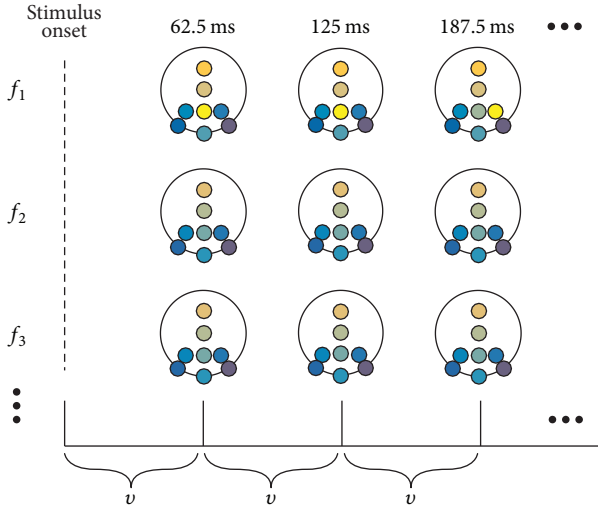 Stimulus
onset
62.5 ms 125 ms 187.5 ms •••
f₁
f₂
f₃
υ υ υ